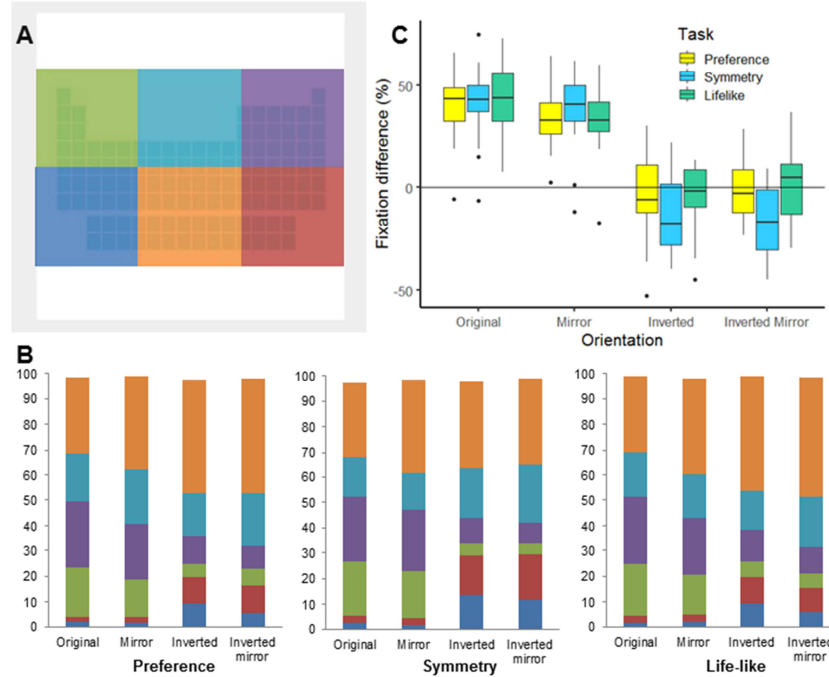 A
C
Task
Preference
Symmetry
Lifelike
Fixation difference (%)
50
0
-50
Original Mirror Inverted Inverted Mirror
Orientation
B
100
90
80
70
60
50
40
30
20
10
0
Original Mirror Inverted Inverted mirror
Preference
100
90
80
70
60
50
40
30
20
10
0
Original Mirror Inverted Inverted mirror
Symmetry
100
90
80
70
60
50
40
30
20
10
0
Original Mirror Inverted Inverted mirror
Life-like